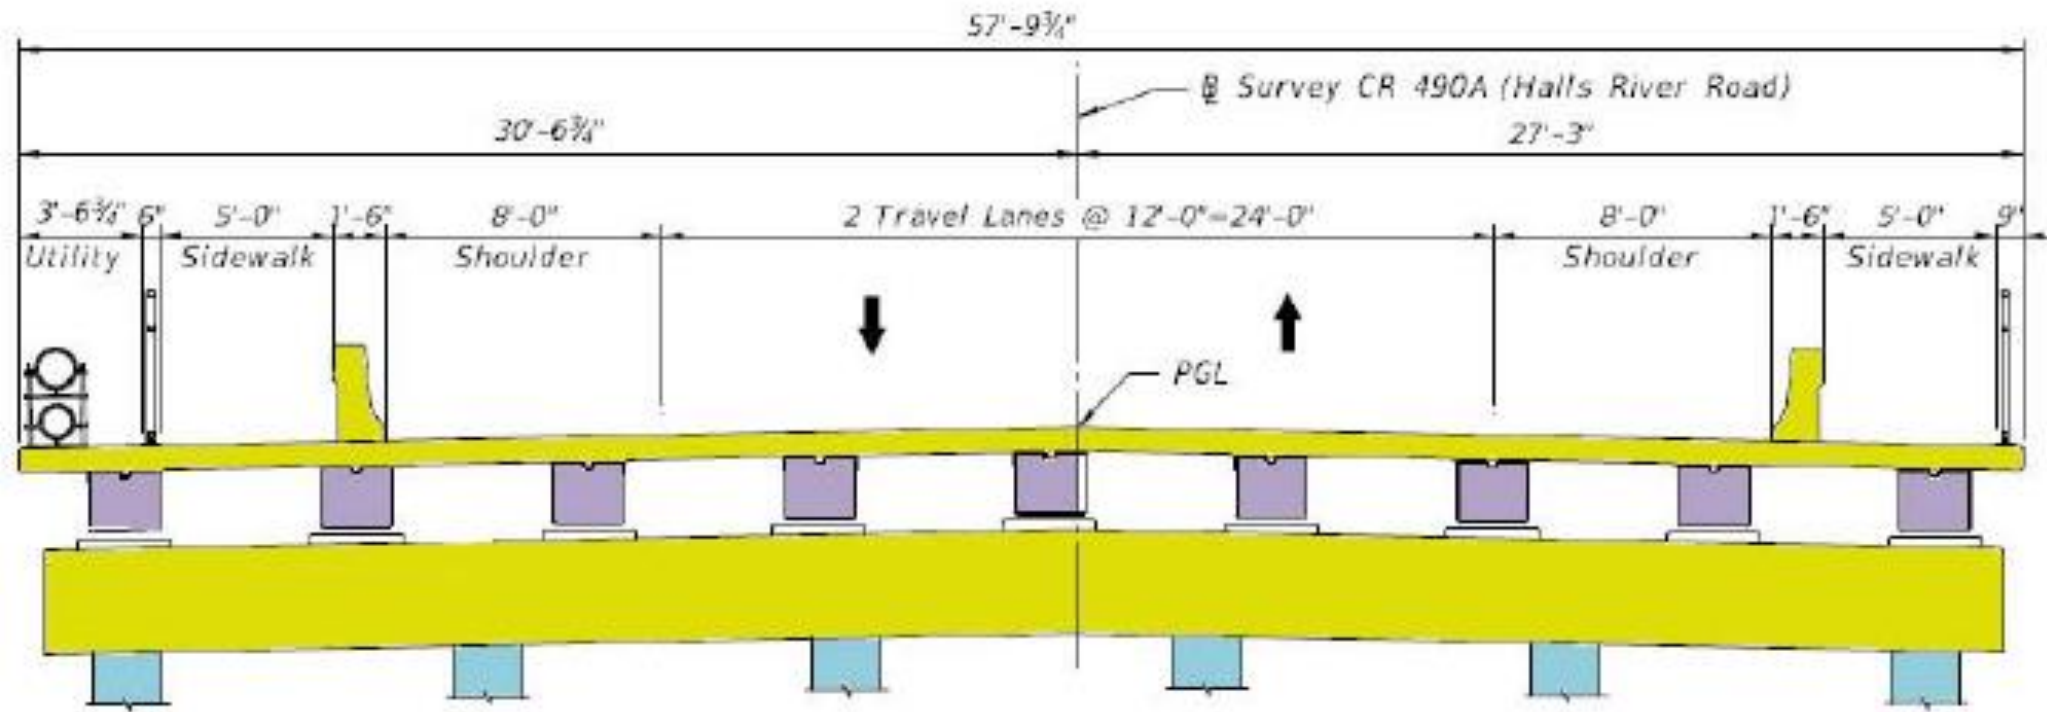 57'-9¾"
℄ Survey CR 490A (Halls River Road)
30'-6¾" 27'-3"
3'-6¾" 6" 5'-0" 1'-6" 8'-0" 2 Travel Lanes @ 12'-0"=24'-0" 8'-0" 1'-6" 5'-0" 9"
Utility Sidewalk Shoulder Shoulder Sidewalk
PGL